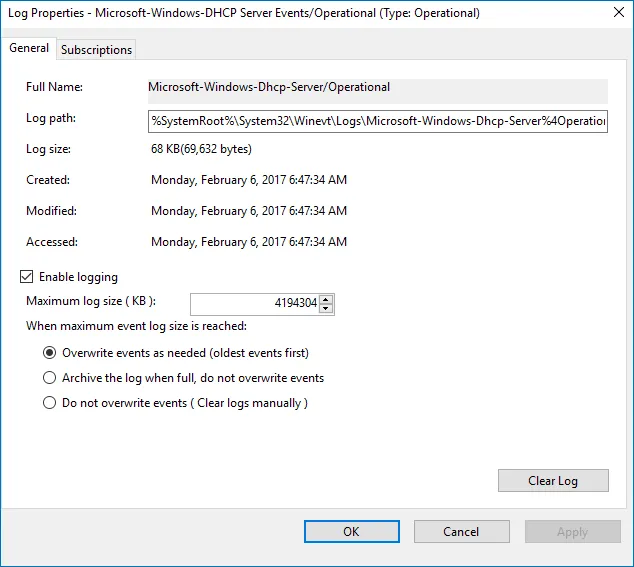 Log Properties - Microsoft-Windows-DHCP Server Events/Operational (Type: Operational)
General Subscriptions
Full Name: Microsoft-Windows-Dhcp-Server/Operational
Log path: %SystemRoot%\System32\Winevt\Logs\Microsoft-Windows-Dhcp-Server%4Operation
Log size: 68 KB(69,632 bytes)
Created: Monday, February 6, 2017 6:47:34 AM
Modified: Monday, February 6, 2017 6:47:34 AM
Accessed: Monday, February 6, 2017 6:47:34 AM
Enable logging
Maximum log size ( KB ): 4194304
When maximum event log size is reached:
Overwrite events as needed (oldest events first)
Archive the log when full, do not overwrite events
Do not overwrite events ( Clear logs manually )
Clear Log
OK Cancel Apply